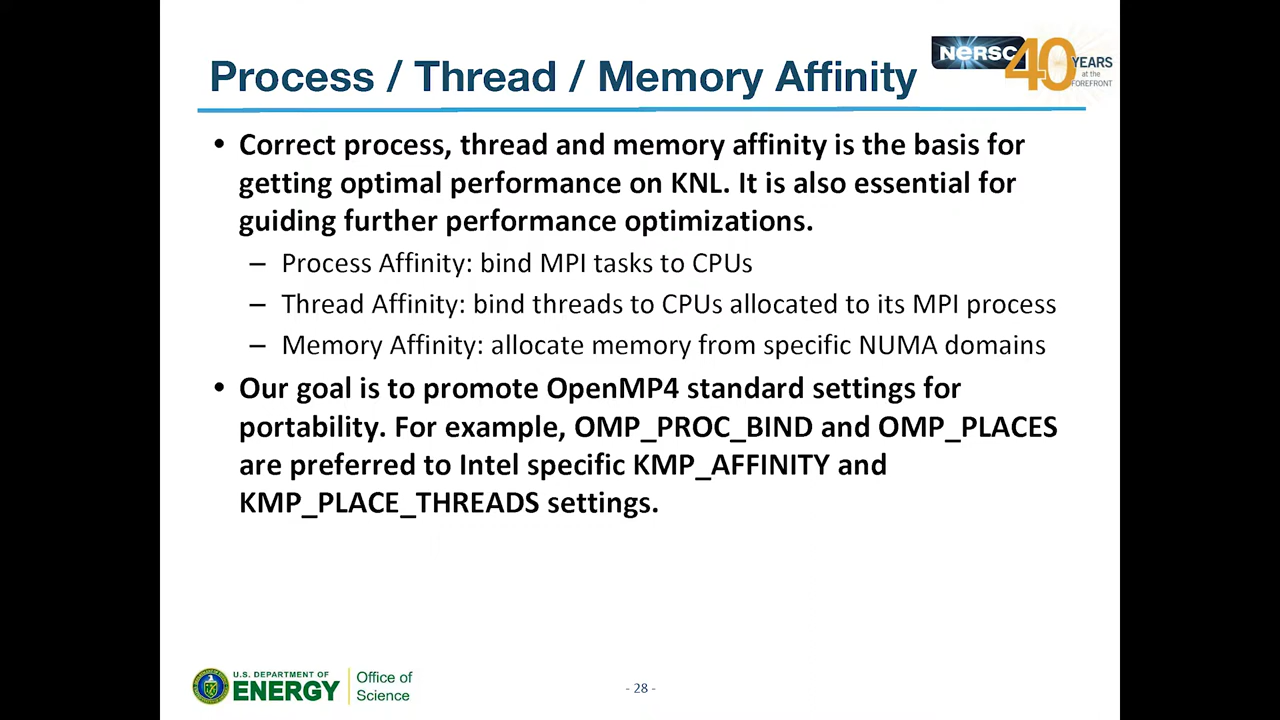 Process / Thread / Memory Affinity
NERSC 40 YEARS
at the
FOREFRONT
• Correct process, thread and memory affinity is the basis for
getting optimal performance on KNL. It is also essential for
guiding further performance optimizations.
– Process Affinity: bind MPI tasks to CPUs
– Thread Affinity: bind threads to CPUs allocated to its MPI process
– Memory Affinity: allocate memory from specific NUMA domains
• Our goal is to promote OpenMP4 standard settings for
portability. For example, OMP_PROC_BIND and OMP_PLACES
are preferred to Intel specific KMP_AFFINITY and
KMP_PLACE_THREADS settings.
U.S. DEPARTMENT OF
ENERGY
Office of
Science
- 28 -